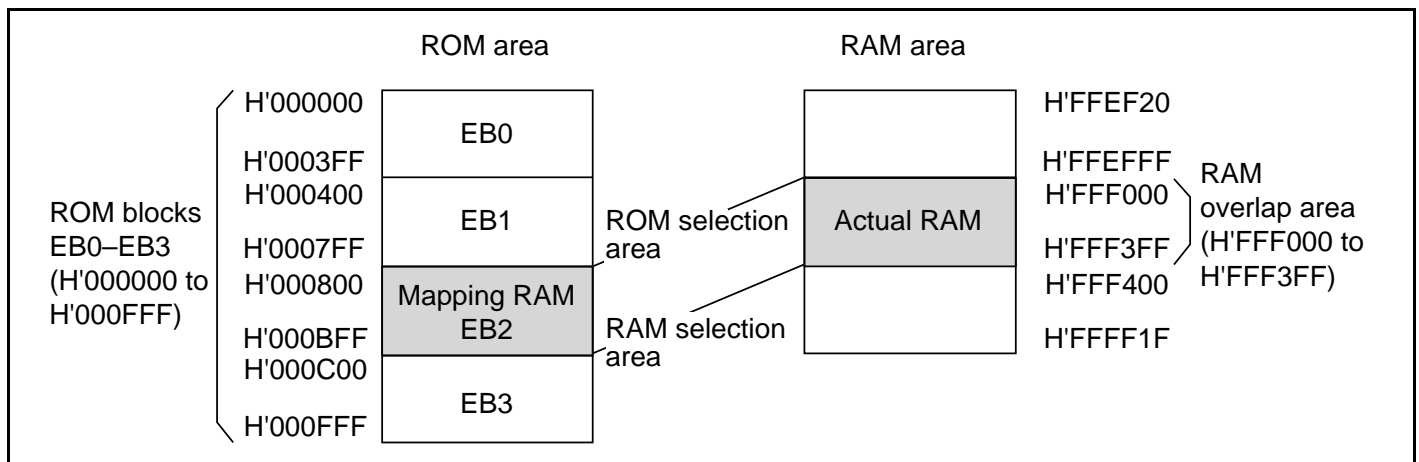 ROM area
RAM area
ROM blocks
EB0–EB3
(H'000000 to
H'000FFF)
H'000000
H'0003FF
H'000400
H'0007FF
H'000800
H'000BFF
H'000C00
H'000FFF
EB0
EB1
Mapping RAM
EB2
EB3
ROM selection
area
RAM selection
area
Actual RAM
H'FFEF20
H'FFEFFF
H'FFF000
H'FFF3FF
H'FFF400
H'FFFF1F
RAM
overlap area
(H'FFF000 to
H'FFF3FF)